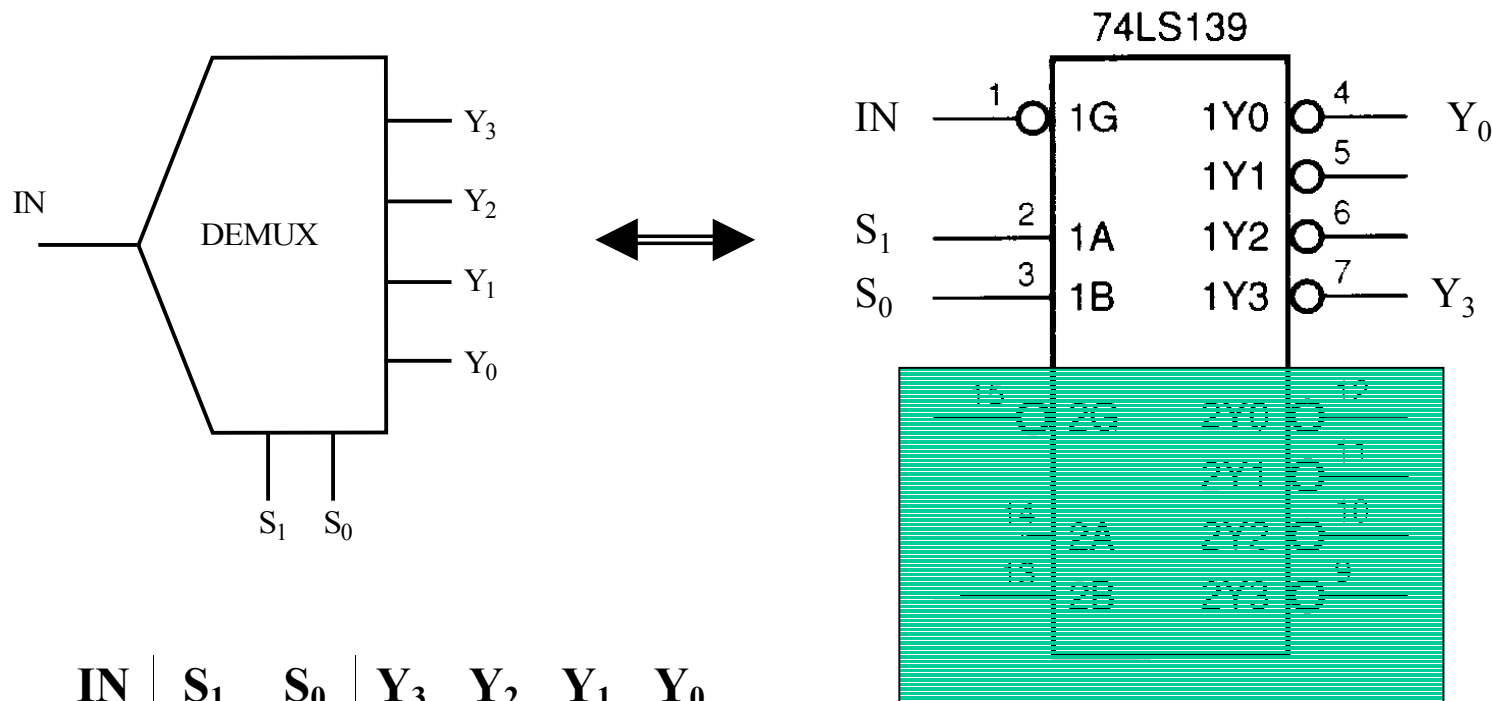 74LS139
IN
DEMUX
Y3
Y2
Y1
Y0
S1 S0
IN 1 1G 1Y0 4 Y0
1Y1 5
S1 2 1A 1Y2 6
S0 3 1B 1Y3 7 Y3
15 2G 2Y0 12
2Y1 11
14 2A 2Y2 10
13 2B 2Y3 9
IN S1 S0 Y3 Y2 Y1 Y0